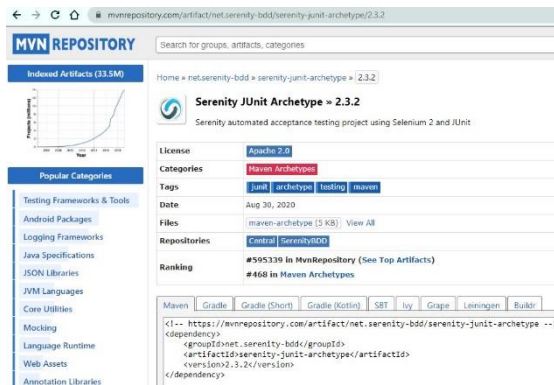 mvnrepository.com/artifact/net.serenity-bdd/serenity-junit-archetype/2.3.2
MVN REPOSITORY
Search for groups, artifacts, categories
Indexed Artifacts (33.5M)
Projects (millions)
Year
Popular Categories
Testing Frameworks & Tools
Android Packages
Logging Frameworks
Java Specifications
JSON Libraries
JVM Languages
Core Utilities
Mocking
Language Runtime
Web Assets
Annotation Libraries
Home » net.serenity-bdd » serenity-junit-archetype » 2.3.2
Serenity JUnit Archetype » 2.3.2
Serenity automated acceptance testing project using Selenium 2 and JUnit
License Apache 2.0
Categories Maven Archetypes
Tags junit archetype testing maven
Date Aug 30, 2020
Files maven-archetype (5 KB) View All
Repositories Central SerenityBDD
Ranking #595339 in MvnRepository (See Top Artifacts)
#468 in Maven Archetypes
Maven Gradle Gradle (Short) Gradle (Kotlin) SBT Ivy Grape Leiningen Buildr
<!-- https://mvnrepository.com/artifact/net.serenity-bdd/serenity-junit-archetype --
<dependency>
<groupId>net.serenity-bdd</groupId>
<artifactId>serenity-junit-archetype</artifactId>
<version>2.3.2</version>
</dependency>